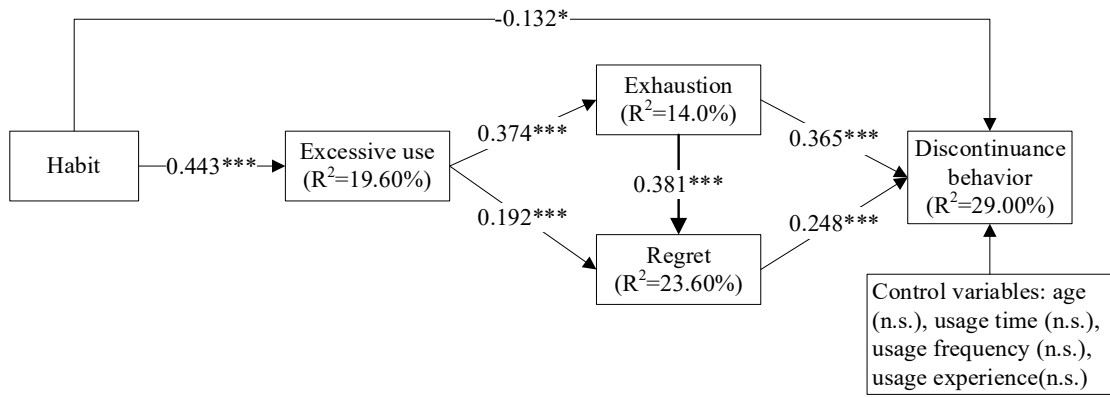 -0.132*
Exhaustion
(R²=14.0%)
0.374***
0.365***
Habit
0.443***
Excessive use
(R²=19.60%)
0.381***
Discontinuance
behavior
(R²=29.00%)
0.192***
0.248***
Regret
(R²=23.60%)
Control variables: age
(n.s.), usage time (n.s.),
usage frequency (n.s.),
usage experience(n.s.)